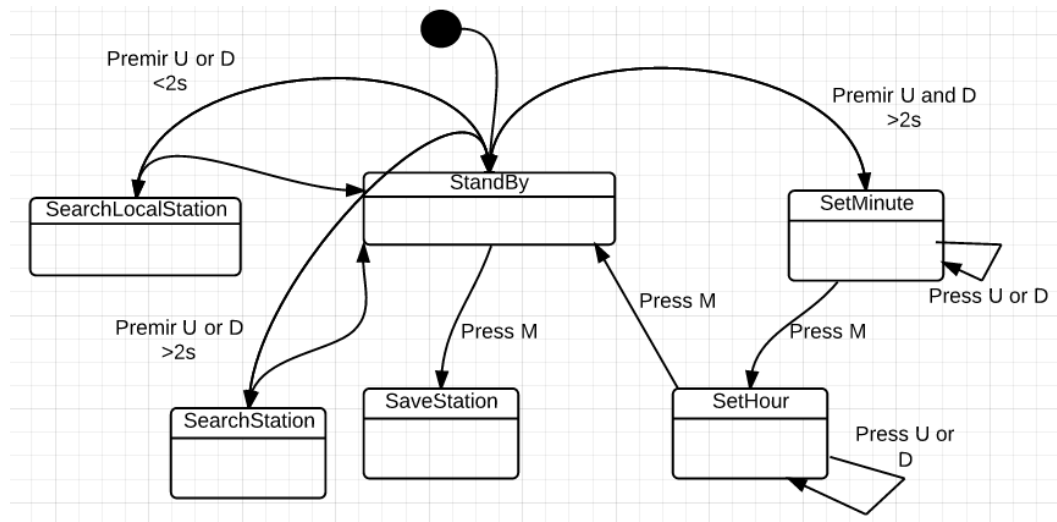 Premir U or D
<2s
Premir U and D
>2s
StandBy
SearchLocalStation
SetMinute
Press U or D
Press M
Premir U or D
>2s
Press M
Press M
SearchStation
SaveStation
SetHour
Press U or
D